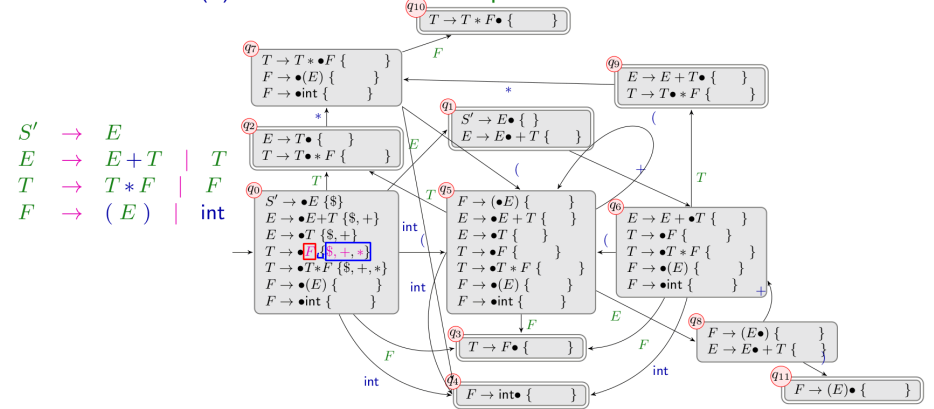 S′ → E
E → E + T | T
T → T * F | F
F → ( E ) | int
q10
T → T * F• { }
q7
T → T * •F { }
F → •(E) { }
F → •int { }
F
q9
E → E + T• { }
T → T• * F { }
*
q1
S′ → E• { }
E → E• + T { }
*
q2
E → T• { }
T → T• * F { }
E
(
(
+
T
T
T
q0
S′ → •E {$}
E → •E+T {$,+}
E → •T {$,+}
T → •F {$,+,*}
T → •T*F {$,+,*}
F → •(E) { }
F → •int { }
int
(
int
q5
F → (•E) { }
E → •E + T { }
E → •T { }
T → •F { }
T → •T * F { }
F → •(E) { }
F → •int { }
(
q6
E → E + •T { }
T → •F { }
T → •T * F { }
F → •(E) { }
F → •int { }
+
F
E
q3
T → F• { }
F
F
q8
F → (E•) { }
E → E• + T { }
)
int
int
q4
F → int• { }
q11
F → (E)• { }